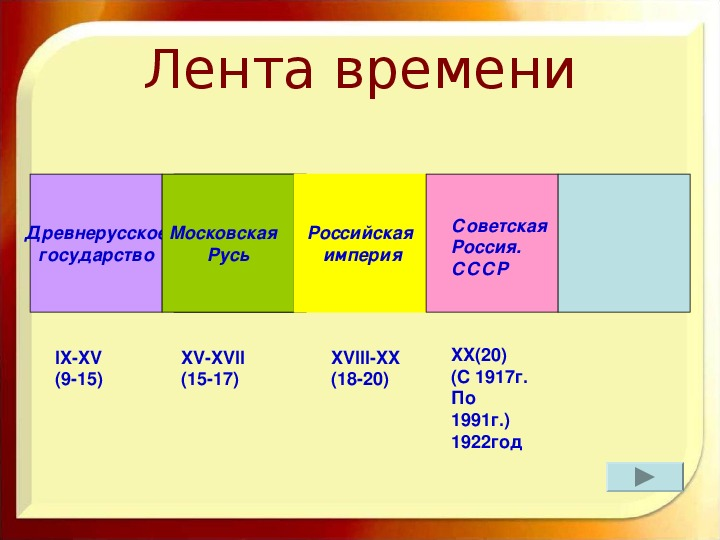 Лента времени
Древнерусское
государство
Московская
Русь
Российская
империя
Советская
Россия.
СССР
IX-XV
(9-15)
XV-XVII
(15-17)
XVIII-XX
(18-20)
XX(20)
(С 1917г.
По
1991г.)
1922год